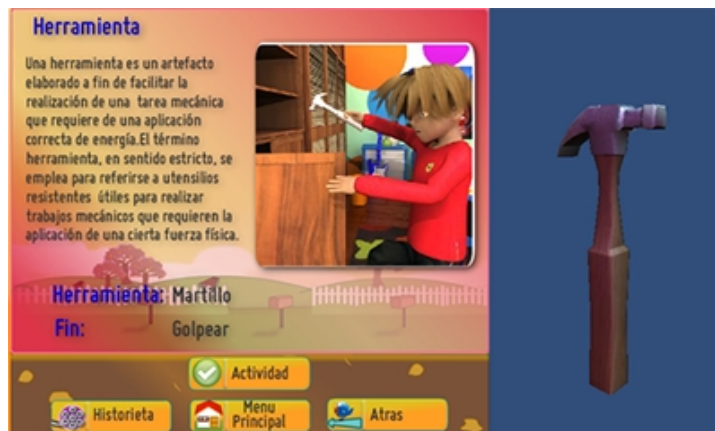 Herramienta
Una herramienta es un artefacto
elaborado a fin de facilitar la
realización de una tarea mecánica
que requiere de una aplicación
correcta de energía.El término
herramienta, en sentido estricto, se
emplea para referirse a utensilios
resistentes útiles para realizar
trabajos mecánicos que requieren la
aplicación de una cierta fuerza física.
Herramienta: Martillo
Fin: Golpear
Actividad
Historieta
Menu
Principal
Atras